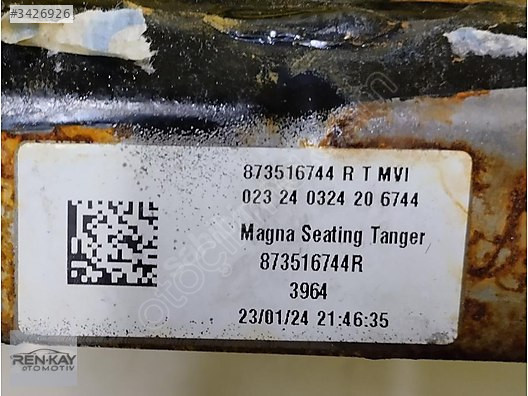 #3426926
873516744 R T MVI
023 24 0324 20 6744
Magna Seating Tanger
873516744R
3964
23/01/24 21:46:35
REN-KAY
OTOMOTİV